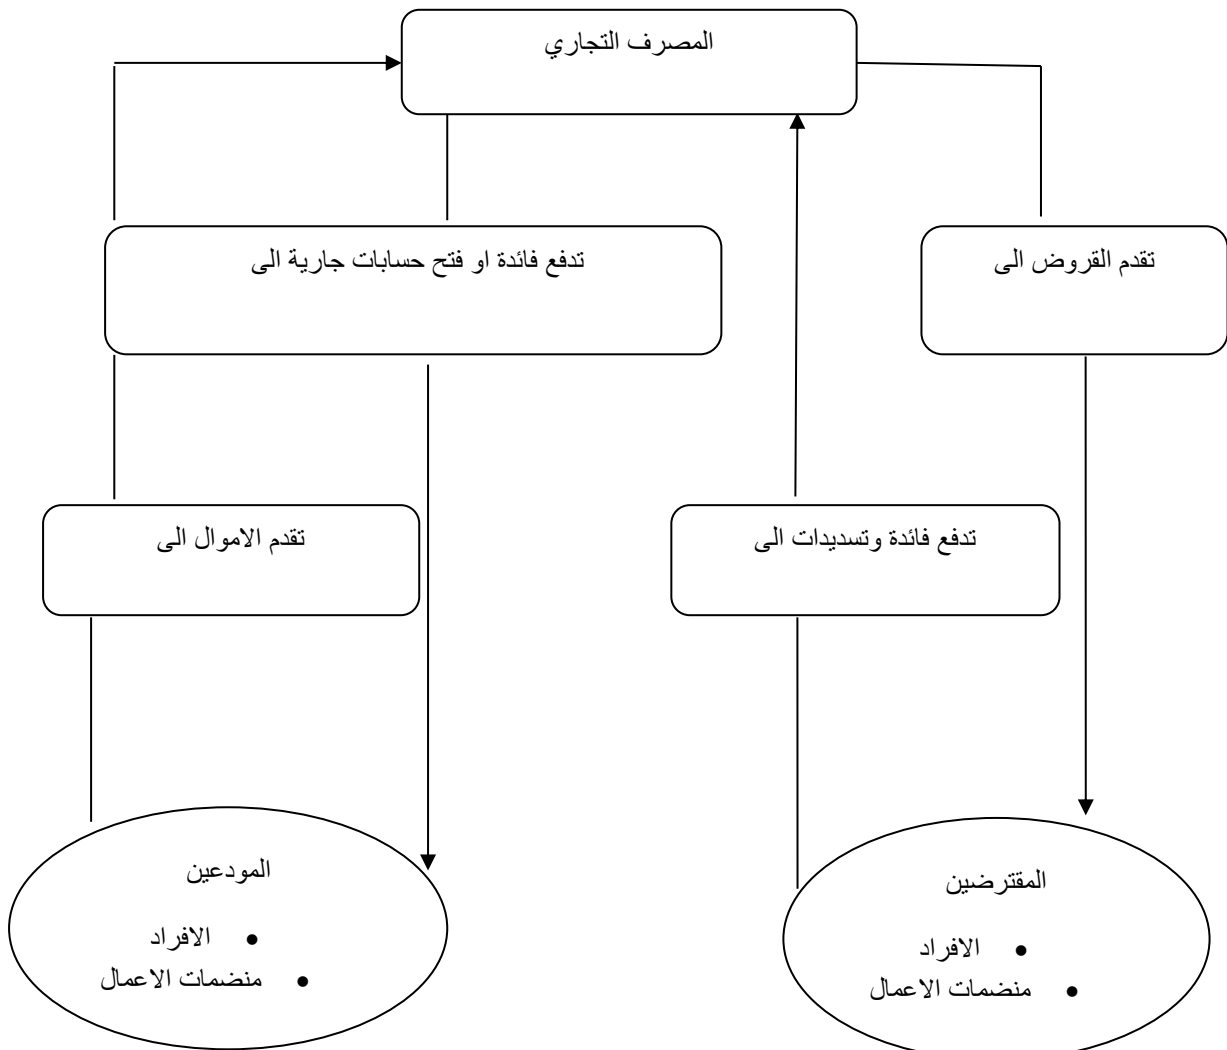 المصرف التجاري
تقدم القروض الى
تدفع فائدة او فتح حسابات جارية الى
تدفع فائدة وتسديدات الى
تقدم الاموال الى
المقترضين
• الافراد
• منضمات الاعمال
المودعين
• الافراد
• منضمات الاعمال